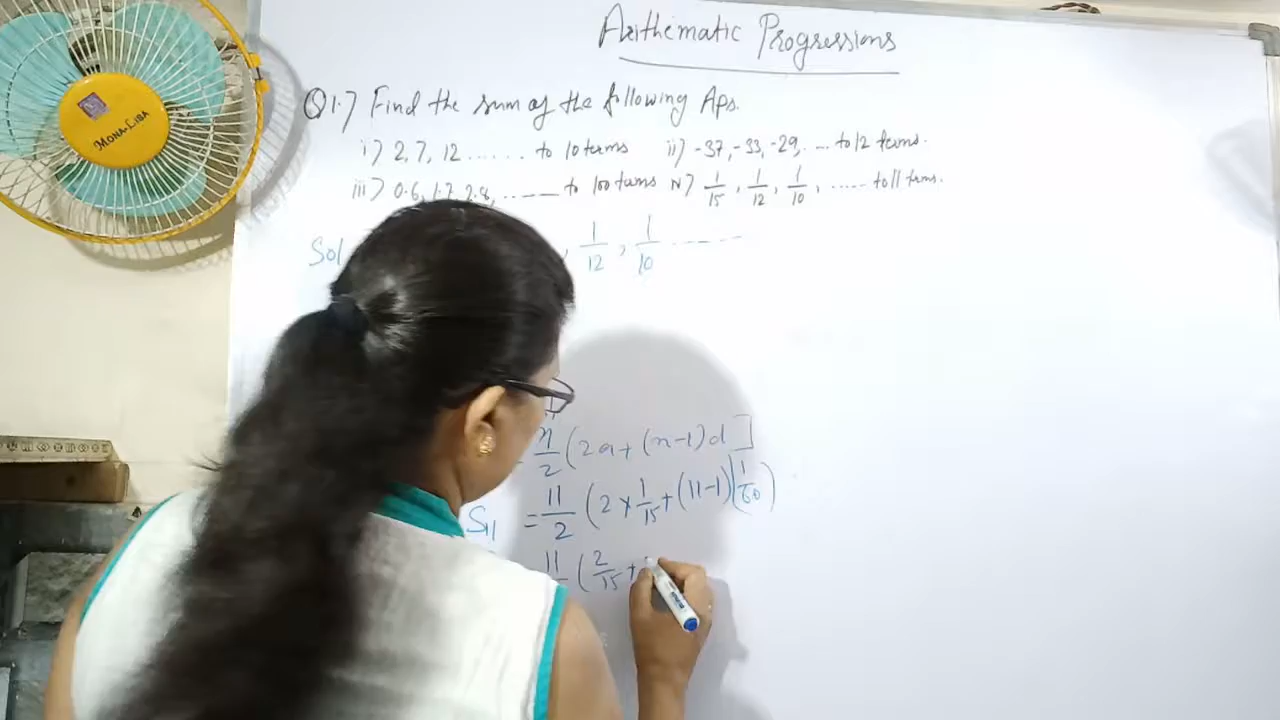 Arithematic Progressions
Q1.7 Find the sum of the following Aps.
i) 2, 7, 12 ...... to 10 terms ii) -37, -33, -29, ... to 12 terms.
iii) 0.6, 1.7, 2.8, ...... to 100 terms iv) 1/15, 1/12, 1/10, ..... to 11 terms.
Sol , 1/12, 1/10 ......
n/2 (2a + (n-1)d]
S11 = 11/2 (2 × 1/15 + (11-1)(1/60)
11 (2/15 +
MONA-LISA